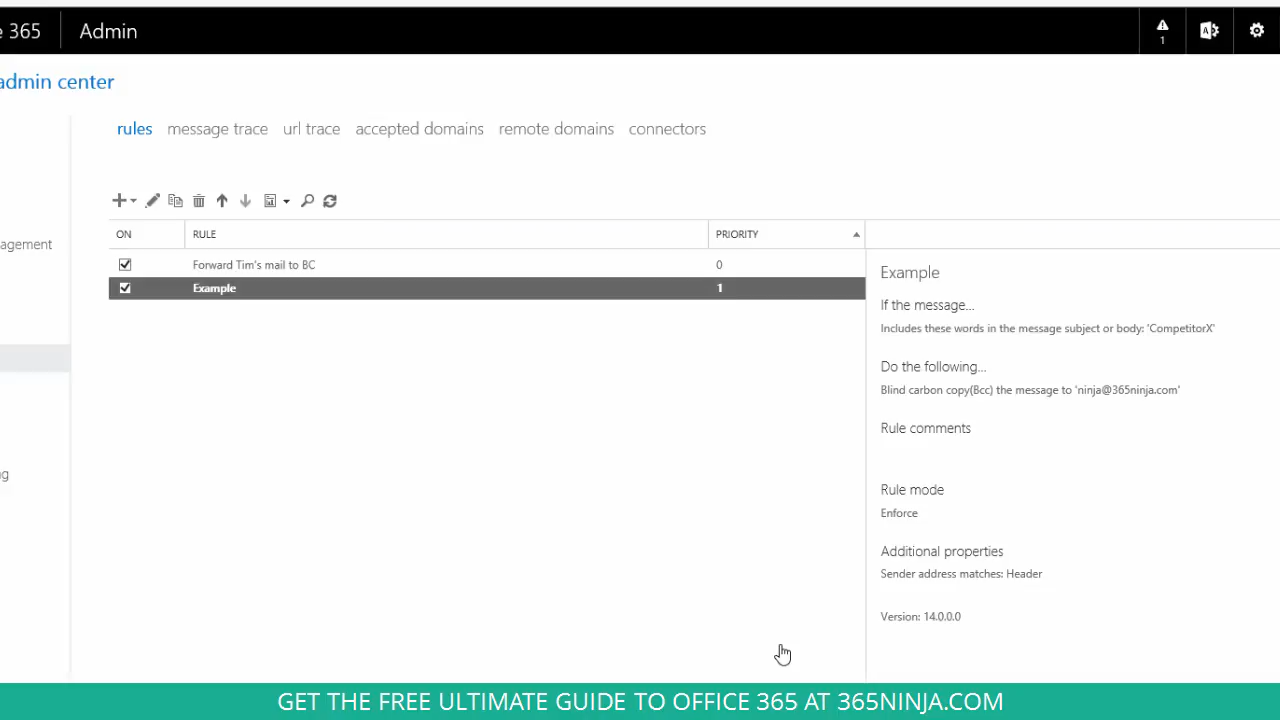 e 365 Admin 1
admin center
rules message trace url trace accepted domains remote domains connectors
ON RULE PRIORITY
agement
Forward Tim's mail to BC 0
Example 1
Example
If the message...
Includes these words in the message subject or body: 'CompetitorX'
Do the following...
Blind carbon copy(Bcc) the message to 'ninja@365ninja.com'
Rule comments
g
Rule mode
Enforce
Additional properties
Sender address matches: Header
Version: 14.0.0.0
GET THE FREE ULTIMATE GUIDE TO OFFICE 365 AT 365NINJA.COM